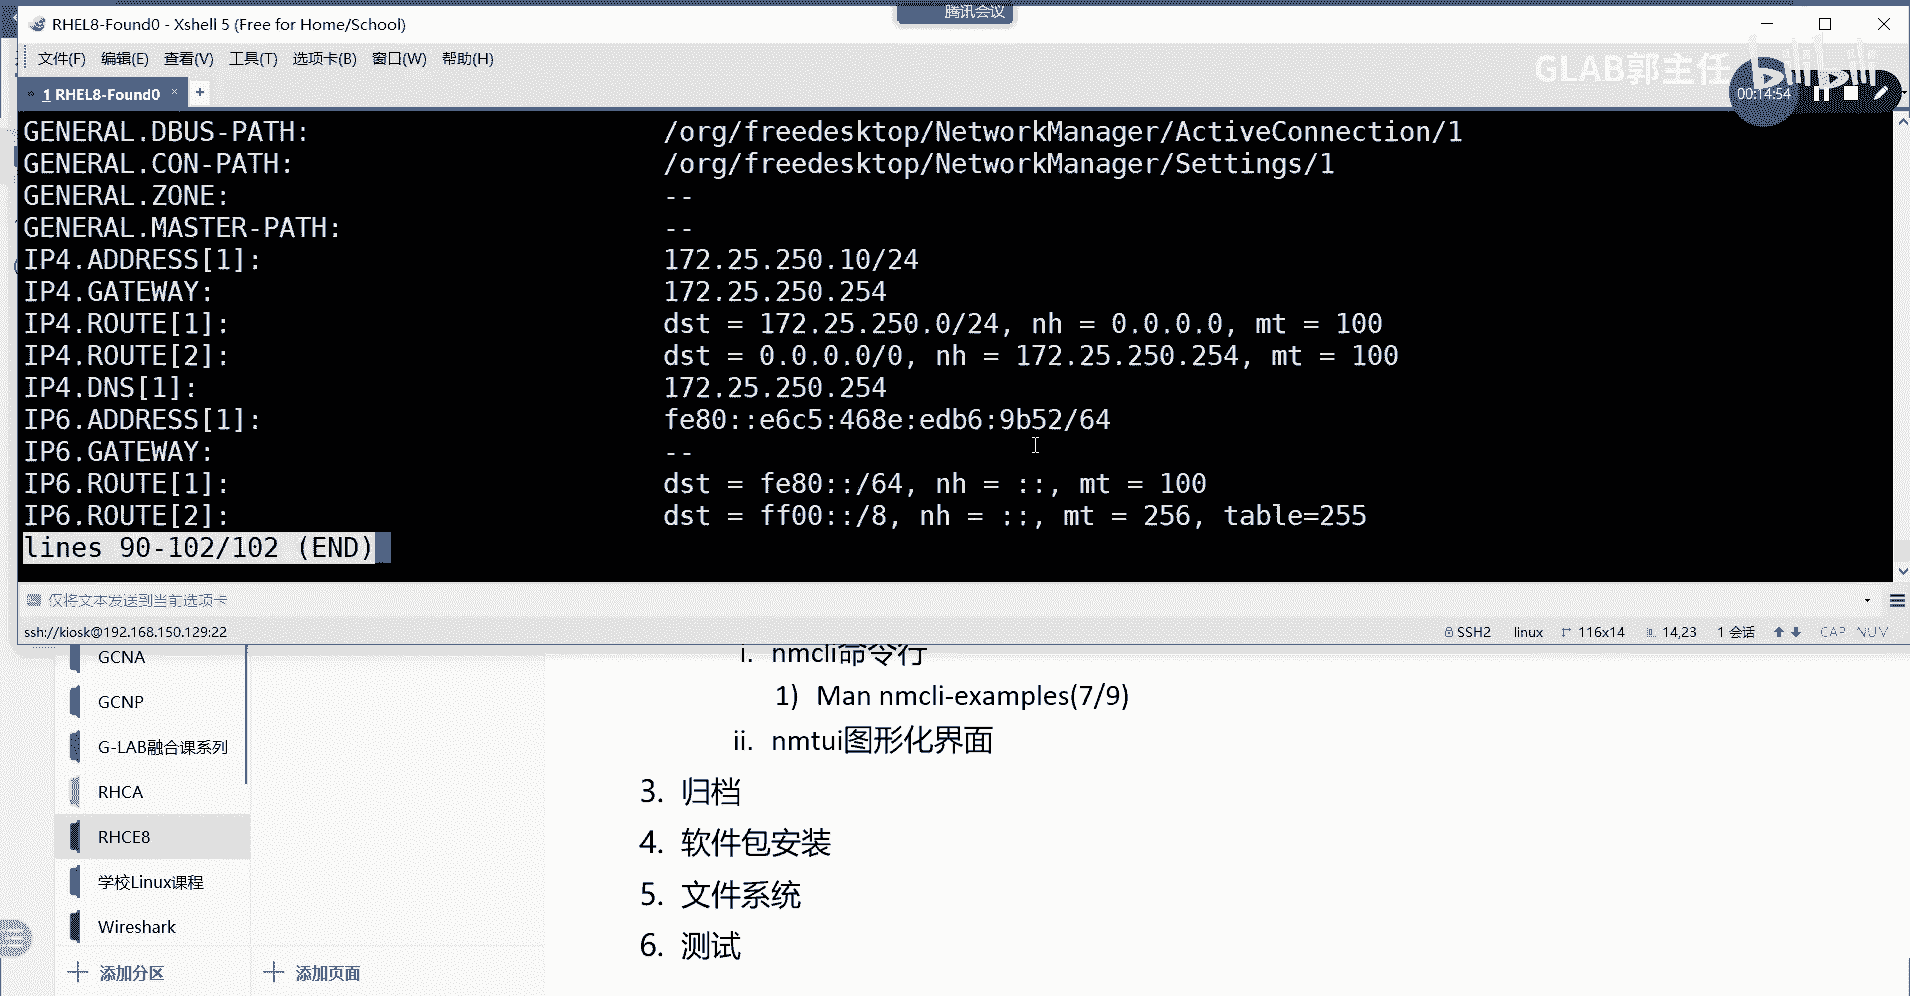 腾讯会议
RHEL8-Found0 - Xshell 5 (Free for Home/School)
文件(F) 编辑(E) 查看(V) 工具(T) 选项卡(B) 窗口(W) 帮助(H)
GLAB郭主任 bilibili
1 RHEL8-Found0 × +
00:14:54
GENERAL.DBUS-PATH: /org/freedesktop/NetworkManager/ActiveConnection/1
GENERAL.CON-PATH: /org/freedesktop/NetworkManager/Settings/1
GENERAL.ZONE: --
GENERAL.MASTER-PATH: --
IP4.ADDRESS[1]: 172.25.250.10/24
IP4.GATEWAY: 172.25.250.254
IP4.ROUTE[1]: dst = 172.25.250.0/24, nh = 0.0.0.0, mt = 100
IP4.ROUTE[2]: dst = 0.0.0.0/0, nh = 172.25.250.254, mt = 100
IP4.DNS[1]: 172.25.250.254
IP6.ADDRESS[1]: fe80::e6c5:468e:edb6:9b52/64
IP6.GATEWAY: --
IP6.ROUTE[1]: dst = fe80::/64, nh = ::, mt = 100
IP6.ROUTE[2]: dst = ff00::/8, nh = ::, mt = 256, table=255
lines 90-102/102 (END)
仅将文本发送到当前选项卡
ssh://kiosk@192.168.150.129:22 SSH2 linux 116x14 14,23 1 会话 CAP NUM
GCNA
GCNP
G-LAB融合课系列
RHCA
RHCE8
学校Linux课程
Wireshark
添加分区
添加页面
i. nmcli命令行
1) Man nmcli-examples(7/9)
ii. nmtui图形化界面
3. 归档
4. 软件包安装
5. 文件系统
6. 测试